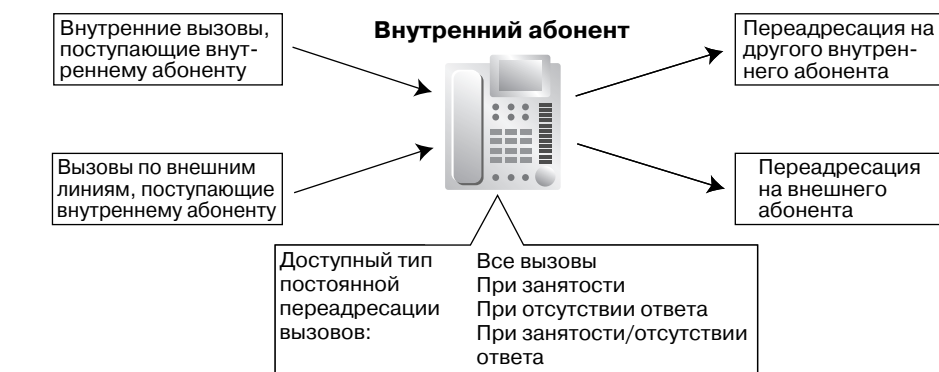 Внутренние вызовы,
поступающие внут-
реннему абоненту
Внутренний абонент
Переадресация на
другого внутрен-
него абонента
Вызовы по внешним
линиям, поступающие
внутреннему абоненту
Переадресация
на внешнего
абонента
Доступный тип
постоянной
переадресации
вызовов:
Все вызовы
При занятости
При отсутствии ответа
При занятости/отсутствии
ответа